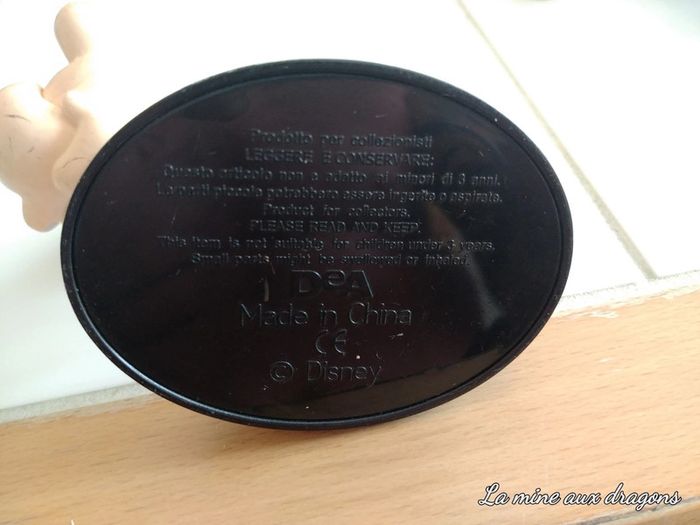 Prodotto per collezionisti
LEGGERE E CONSERVARE:
Questo articolo non è adatto ai minori di 3 anni.
Le parti piccole potrebbero essere ingerite o aspirate.
Product for collectors.
PLEASE READ AND KEEP.
This item is not suitable for children under 3 years.
Small parts might be swallowed or inhaled.
DeA
Made in China
CE
© Disney
La mine aux dragons